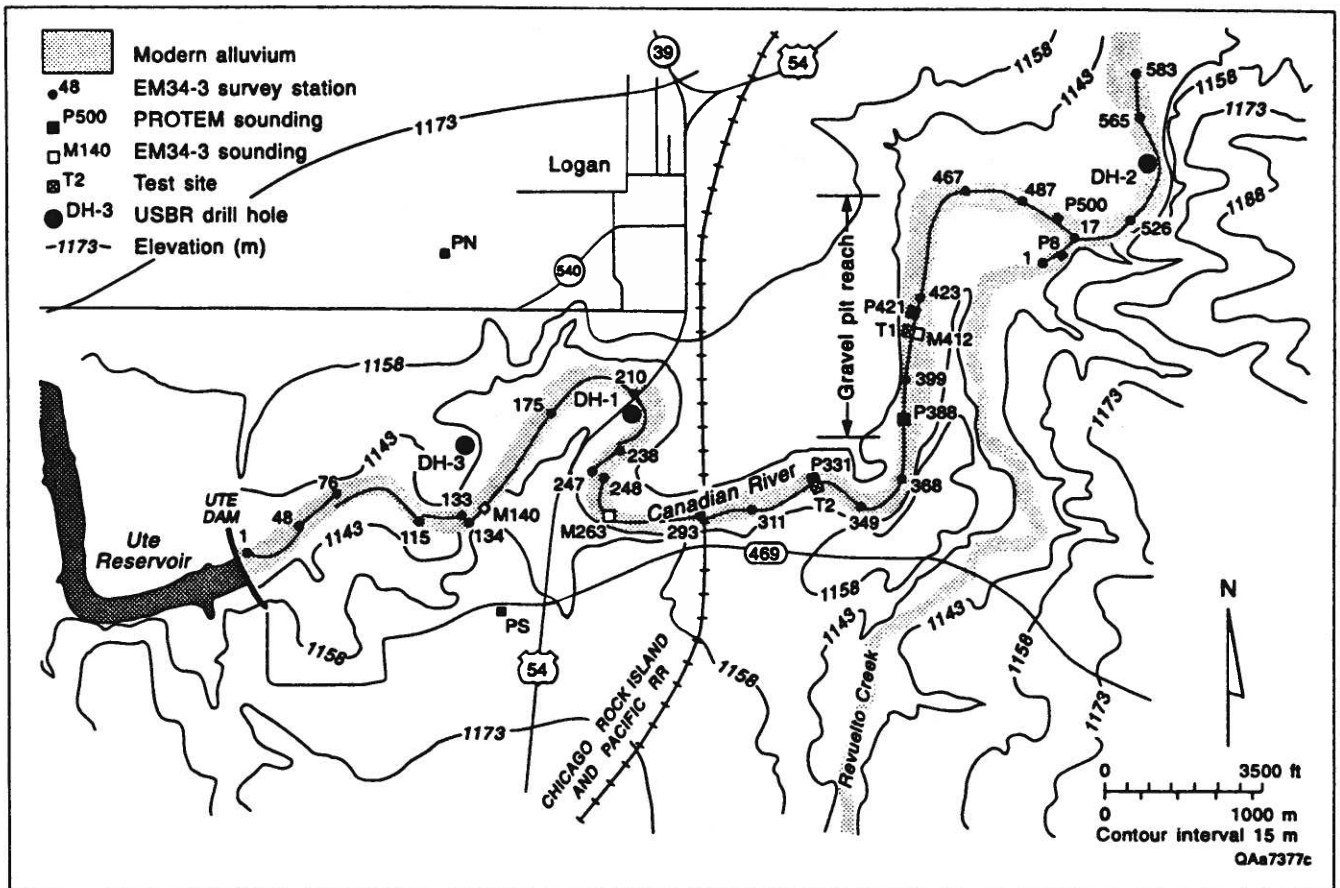 Modern alluvium
48 EM34-3 survey station
P500 PROTEM sounding
M140 EM34-3 sounding
T2 Test site
DH-3 USBR drill hole
-1173- Elevation (m)
39
54
1158
1143
583
1158
1173
565
1173
Logan
DH-2
467
487
P500
1188
17
526
P8
1
PN
540
Gravel pit reach
423
P421
T1
M412
1158
210
399
175
DH-1
P388
1173
1143
DH-3
238
P331
76
247
248
Canadian River
368
UTE
DAM
48
133
M140
T2
1
1143
115
134
M263
293
311
349
Ute
Reservoir
469
N
1158
1143
1143
PS
1158
1158
54
1158
CHICAGO ROCK ISLAND
AND PACIFIC RR
Revuelto Creek
1173
1173
0 3500 ft
0 1000 m
Contour interval 15 m
QAa7377c